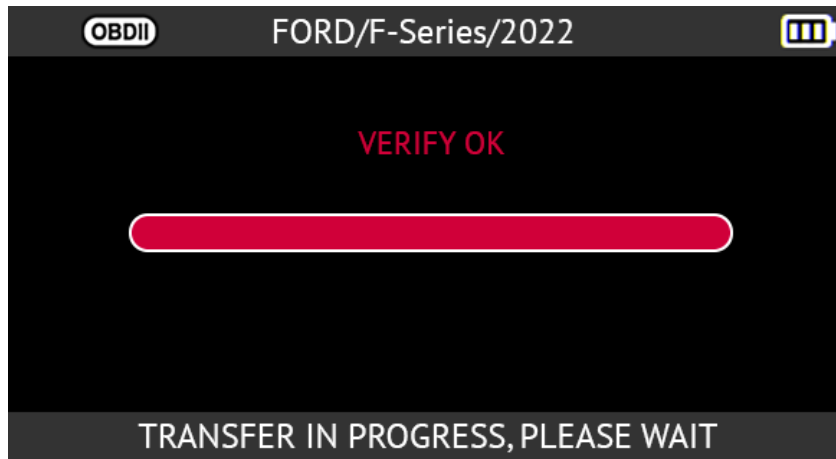 OBDII FORD/F-Series/2022
VERIFY OK
TRANSFER IN PROGRESS, PLEASE WAIT